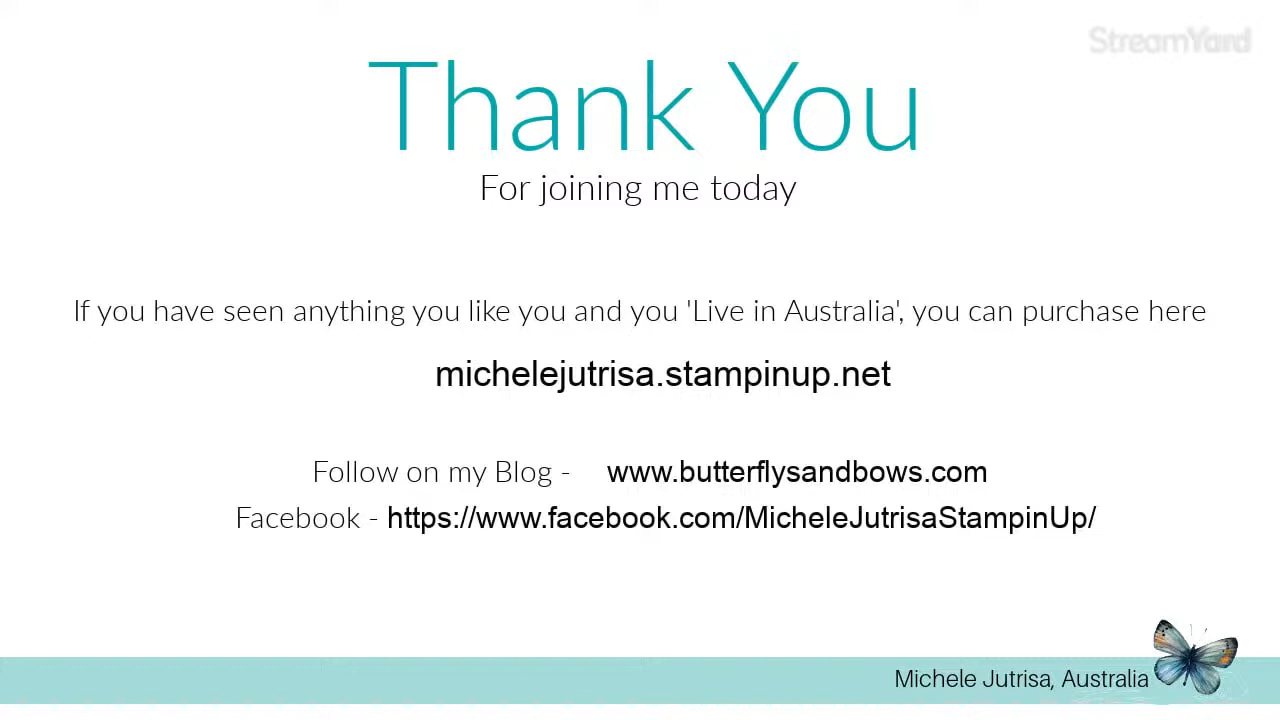 StreamYard
Thank You
For joining me today
If you have seen anything you like you and you 'Live in Australia', you can purchase here
michelejutrisa.stampinup.net
Follow on my Blog - www.butterflysandbows.com
Facebook - https://www.facebook.com/MicheleJutrisaStampinUp/
Michele Jutrisa, Australia